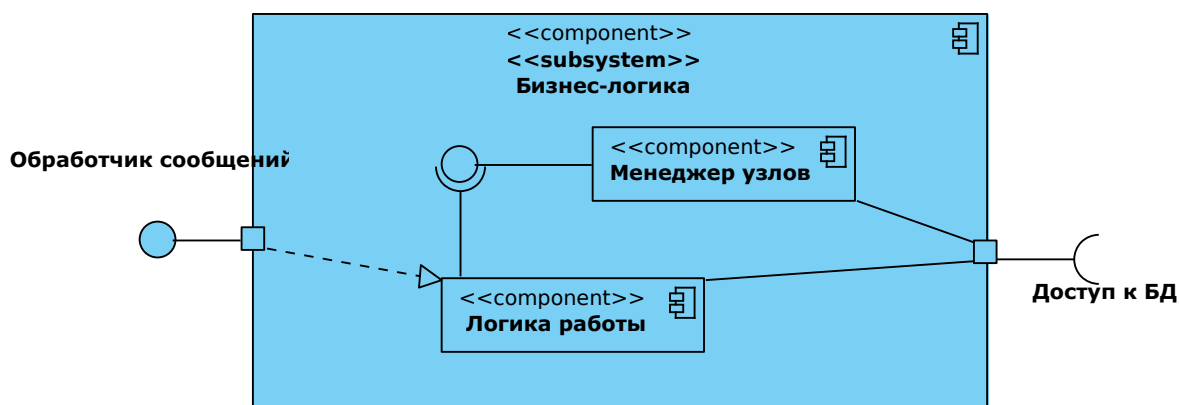 <<component>>
<<subsystem>>
Бизнес-логика
<<component>>
Менеджер узлов
Обработчик сообщений
<<component>>
Логика работы
Доступ к БД